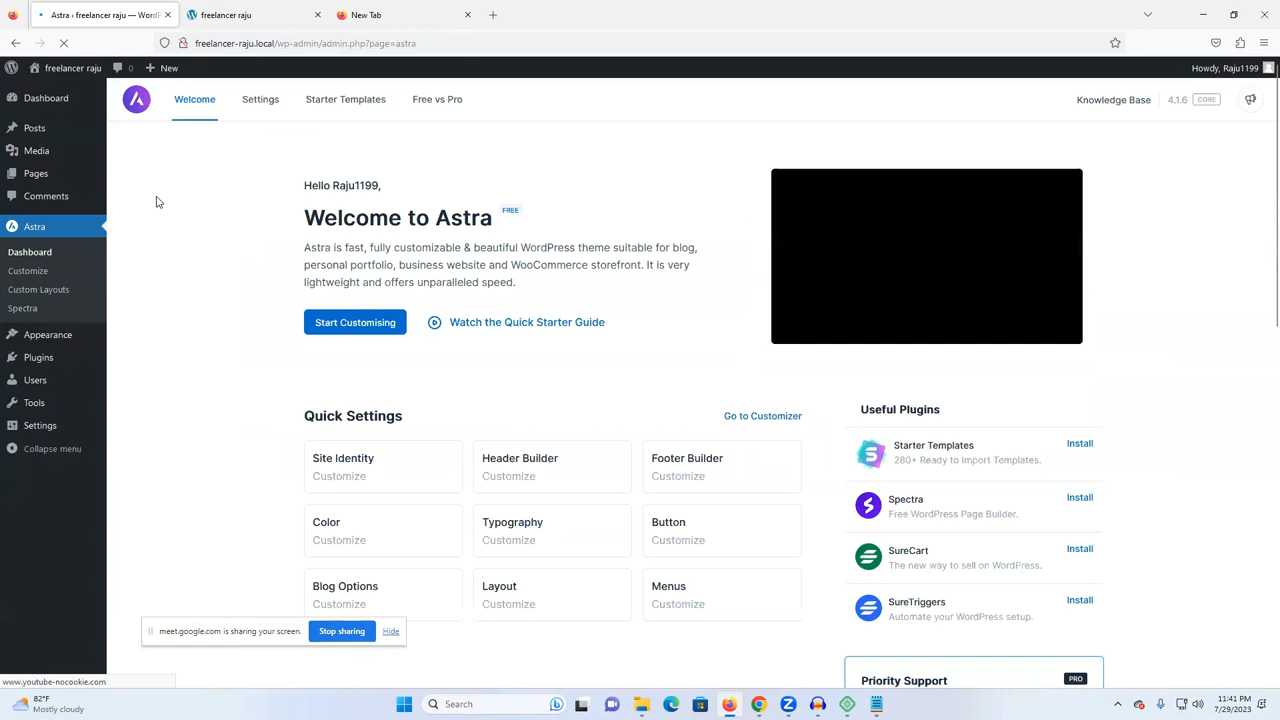 Astra ‹ freelancer raju — WordP
freelancer raju
New Tab
freelancer-raju.local/wp-admin/admin.php?page=astra
freelancer raju
0
New
Howdy, Raju1199
Dashboard
Posts
Media
Pages
Comments
Astra
Dashboard
Customize
Custom Layouts
Spectra
Appearance
Plugins
Users
Tools
Settings
Collapse menu
Welcome
Settings
Starter Templates
Free vs Pro
Knowledge Base
4.1.6
CORE
Hello Raju1199,
Welcome to Astra
FREE
Astra is fast, fully customizable & beautiful WordPress theme suitable for blog,
personal portfolio, business website and WooCommerce storefront. It is very
lightweight and offers unparalleled speed.
Start Customising
Watch the Quick Starter Guide
Quick Settings
Go to Customizer
Site Identity
Customize
Header Builder
Customize
Footer Builder
Customize
Color
Customize
Typography
Customize
Button
Customize
Blog Options
Customize
Layout
Customize
Menus
Customize
Useful Plugins
Starter Templates
280+ Ready to Import Templates.
Install
Spectra
Free WordPress Page Builder.
Install
SureCart
The new way to sell on WordPress.
Install
SureTriggers
Automate your WordPress setup.
Install
Priority Support
PRO
meet.google.com is sharing your screen.
Stop sharing
Hide
www.youtube-nocookie.com
82°F
Mostly cloudy
Search
11:41 PM
7/29/2023